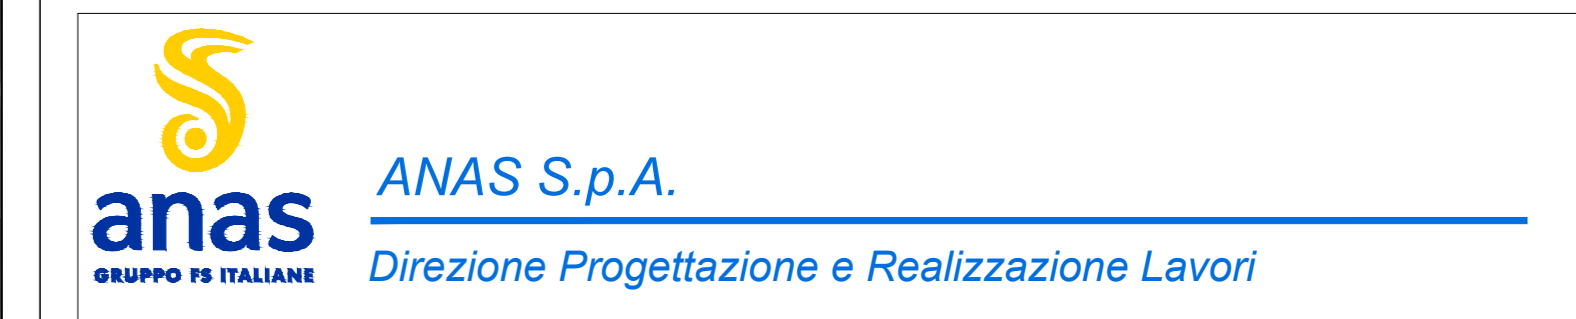 anas
GRUPPO FS ITALIANE
ANAS S.p.A.
Direzione Progettazione e Realizzazione Lavori